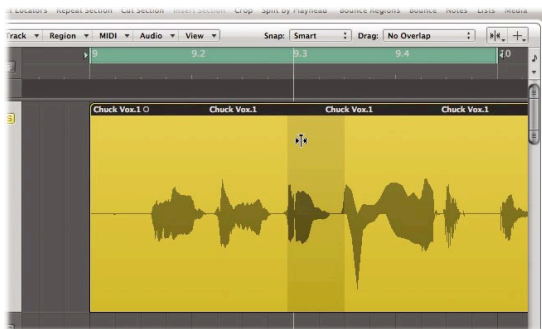 Locators Repeat Section Cut Section Insert Section Crop Split by Playhead Bounce Regions Bounce Notes Lists Media
Track Region MIDI Audio View Snap: Smart Drag: No Overlap
9 9.2 9.3 9.4 10
Chuck Vox.1 Chuck Vox.1 Chuck Vox.1 Chuck Vox.1
S